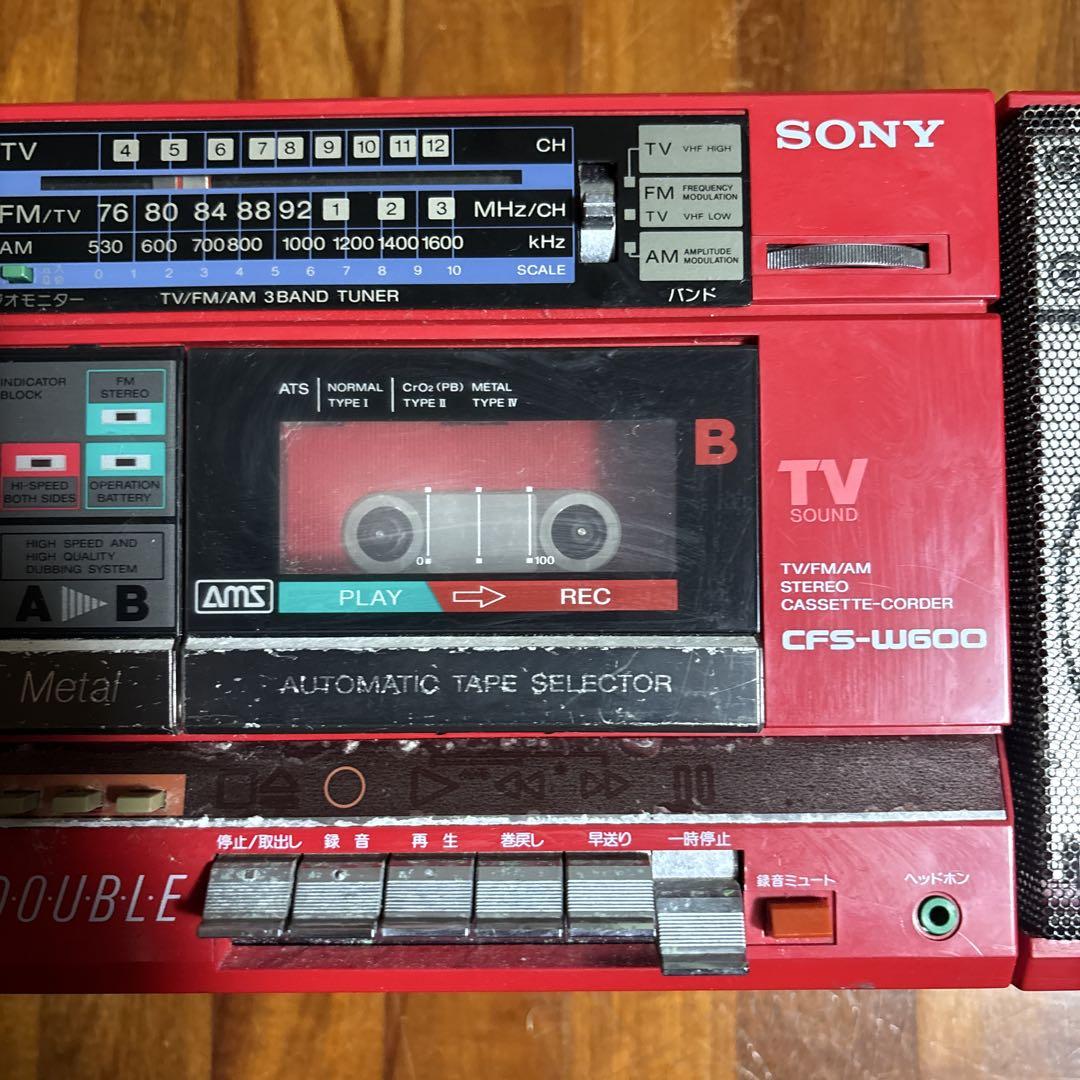 TV 4 5 6 7 8 9 10 11 12 CH
FM/TV 76 80 84 88 92 1 2 3 MHz/CH
AM 530 600 700 800 1000 1200 1400 1600 kHz
0 1 2 3 4 5 6 7 8 9 10 SCALE
オモニター
TV/FM/AM 3BAND TUNER
TV VHF HIGH
FM FREQUENCY MODULATION
TV VHF LOW
AM AMPLITUDE MODULATION
バンド
SONY
INDICATOR
BLOCK
FM
STEREO
HI-SPEED
BOTH SIDES
OPERATION
BATTERY
HIGH SPEED AND
HIGH QUALITY
DUBBING SYSTEM
A B
Metal
ATS NORMAL CrO₂(PB) METAL
TYPE I TYPE II TYPE IV
B
0 100
AMS PLAY REC
AUTOMATIC TAPE SELECTOR
TV
SOUND
TV/FM/AM
STEREO
CASSETTE-CORDER
CFS-W600
停止/取出し 録音 再生 巻戻し 早送り 一時停止
DOUBLE
録音ミュート
ヘッドホン